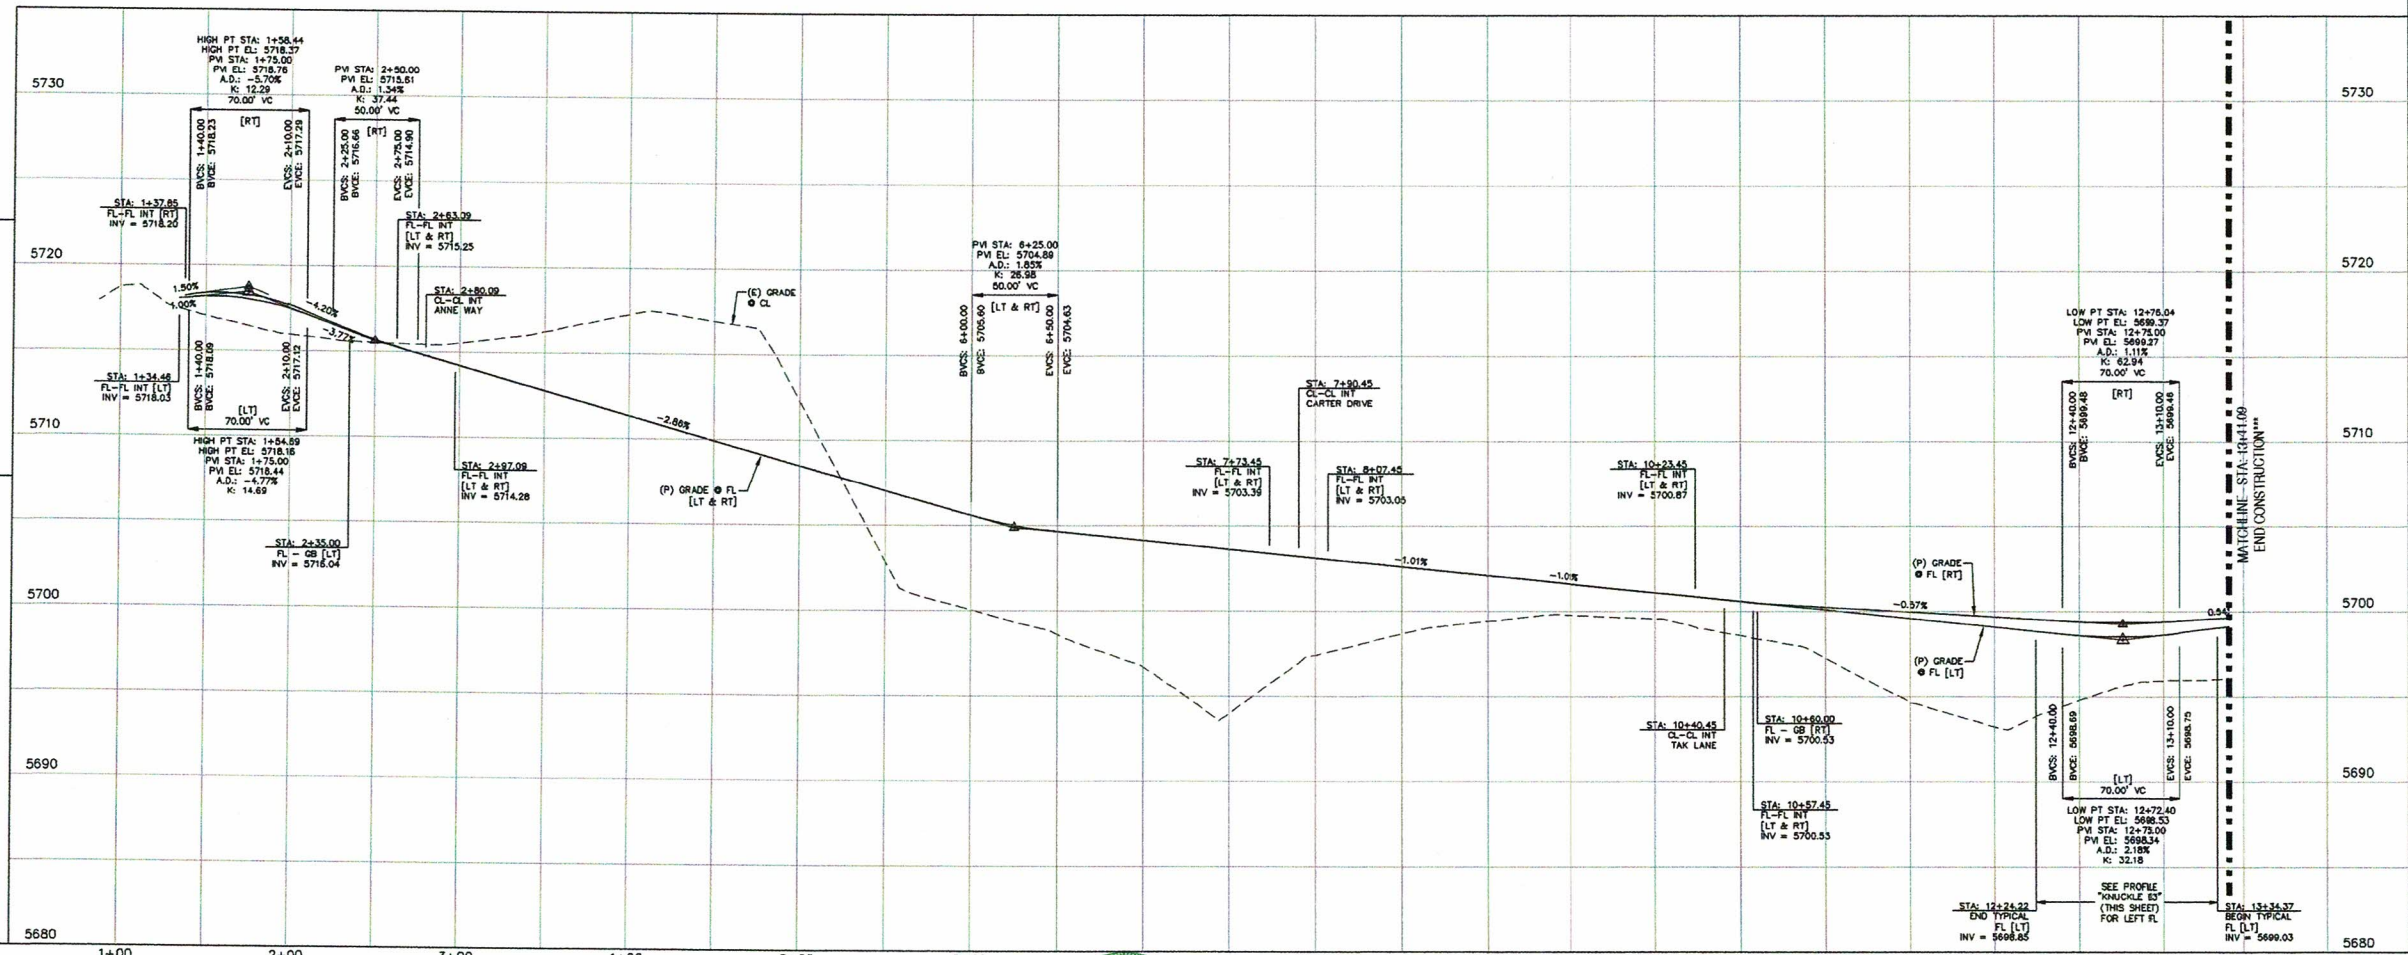 HIGH PT STA: 1+58.44
HIGH PT EL: 5718.37
PVI STA: 1+75.00
PVI EL: 5718.76
A.D.: -5.70%
K: 12.29
70.00' VC
[RT]
BVCS: 1+40.00
BVCE: 5718.23
EVCS: 2+10.00
EVCE: 5717.29
PVI STA: 2+50.00
PVI EL: 5715.61
A.D.: 1.34%
K: 37.44
50.00' VC
[RT]
BVCS: 2+25.00
BVCE: 5716.66
EVCS: 2+75.00
EVCE: 5714.90
5730
5730
STA: 1+37.85
FL-FL INT [RT]
INV = 5718.20
STA: 2+63.09
FL-FL INT
[LT & RT]
INV = 5715.25
5720
5720
1.50%
1.00%
-4.20%
-3.77%
STA: 2+80.09
CL-CL INT
ANNE WAY
(E) GRADE
@ CL
PVI STA: 6+25.00
PVI EL: 5704.89
A.D.: 1.85%
K: 26.98
50.00' VC
[LT & RT]
BVCS: 6+00.00
BVCE: 5705.60
EVCS: 6+50.00
EVCE: 5704.63
LOW PT STA: 12+76.04
LOW PT EL: 5699.37
PVI STA: 12+75.00
PVI EL: 5699.27
A.D.: 1.11%
K: 62.94
70.00' VC
[RT]
BVCS: 12+40.00
BVCE: 5699.48
EVCS: 13+10.00
EVCE: 5699.46
STA: 1+34.46
FL-FL INT [LT]
INV = 5718.03
BVCS: 1+40.00
BVCE: 5718.09
EVCS: 2+10.00
EVCE: 5717.12
[LT]
70.00' VC
HIGH PT STA: 1+54.69
HIGH PT EL: 5718.16
PVI STA: 1+75.00
PVI EL: 5718.44
A.D.: -4.77%
K: 14.69
5710
5710
-2.86%
STA: 2+97.09
FL-FL INT
[LT & RT]
INV = 5714.28
(P) GRADE @ FL
[LT & RT]
STA: 2+35.00
FL - GB [LT]
INV = 5716.04
STA: 7+90.45
CL-CL INT
CARTER DRIVE
STA: 7+73.45
FL-FL INT
[LT & RT]
INV = 5703.39
STA: 8+07.45
FL-FL INT
[LT & RT]
INV = 5703.05
STA: 10+23.45
FL-FL INT
[LT & RT]
INV = 5700.87
MATCHLINE - STA: 13+41.09
END CONSTRUCTION***
-1.01%
-1.01%
(P) GRADE
@ FL [RT]
-0.57%
0.54
5700
5700
(P) GRADE
@ FL [LT]
STA: 10+40.45
CL-CL INT
TAK LANE
STA: 10+60.00
FL - GB [RT]
INV = 5700.53
STA: 10+57.45
FL-FL INT
[LT & RT]
INV = 5700.53
BVCS: 12+40.00
BVCE: 5698.69
EVCS: 13+10.00
EVCE: 5698.75
[LT]
70.00' VC
LOW PT STA: 12+72.40
LOW PT EL: 5698.53
PVI STA: 12+75.00
PVI EL: 5698.34
A.D.: 2.18%
K: 32.18
5690
5690
SEE PROFILE
(THIS SHEET)
FOR LEFT FL
STA: 12+24.22
END TYPICAL
FL [LT]
INV = 5698.85
STA: 13+34.37
BEGIN TYPICAL
FL [LT]
INV = 5699.03
5680
5680
1+00
2+00